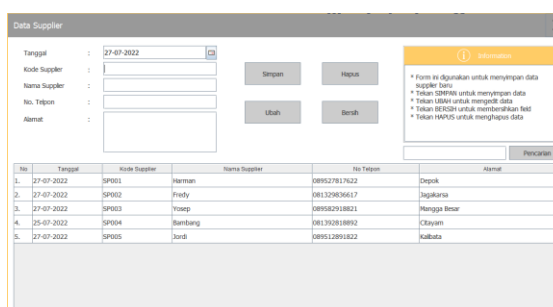 Data Supplier
Tanggal : 27-07-2022
Kode Supplier :
Nama Supplier :
No. Telpon :
Alamat :
Simpan
Hapus
Ubah
Bersih
Information
* Form ini digunakan untuk menyimpan data
supplier baru
* Tekan SIMPAN untuk menyimpan data
* Tekan UBAH untuk mengedit data
* Tekan BERSIH untuk membersihkan field
* Tekan HAPUS untuk menghapus data
Pencarian
No Tanggal Kode Supplier Nama Supplier No Telpon Alamat
1. 27-07-2022 SP001 Harman 089527817622 Depok
2. 27-07-2022 SP002 Fredy 081329836617 Jagakarsa
3. 27-07-2022 SP003 Yosep 089582918821 Mangga Besar
4. 25-07-2022 SP004 Bambang 081392818892 Citayam
5. 27-07-2022 SP005 Jordi 089512891822 Kalibata